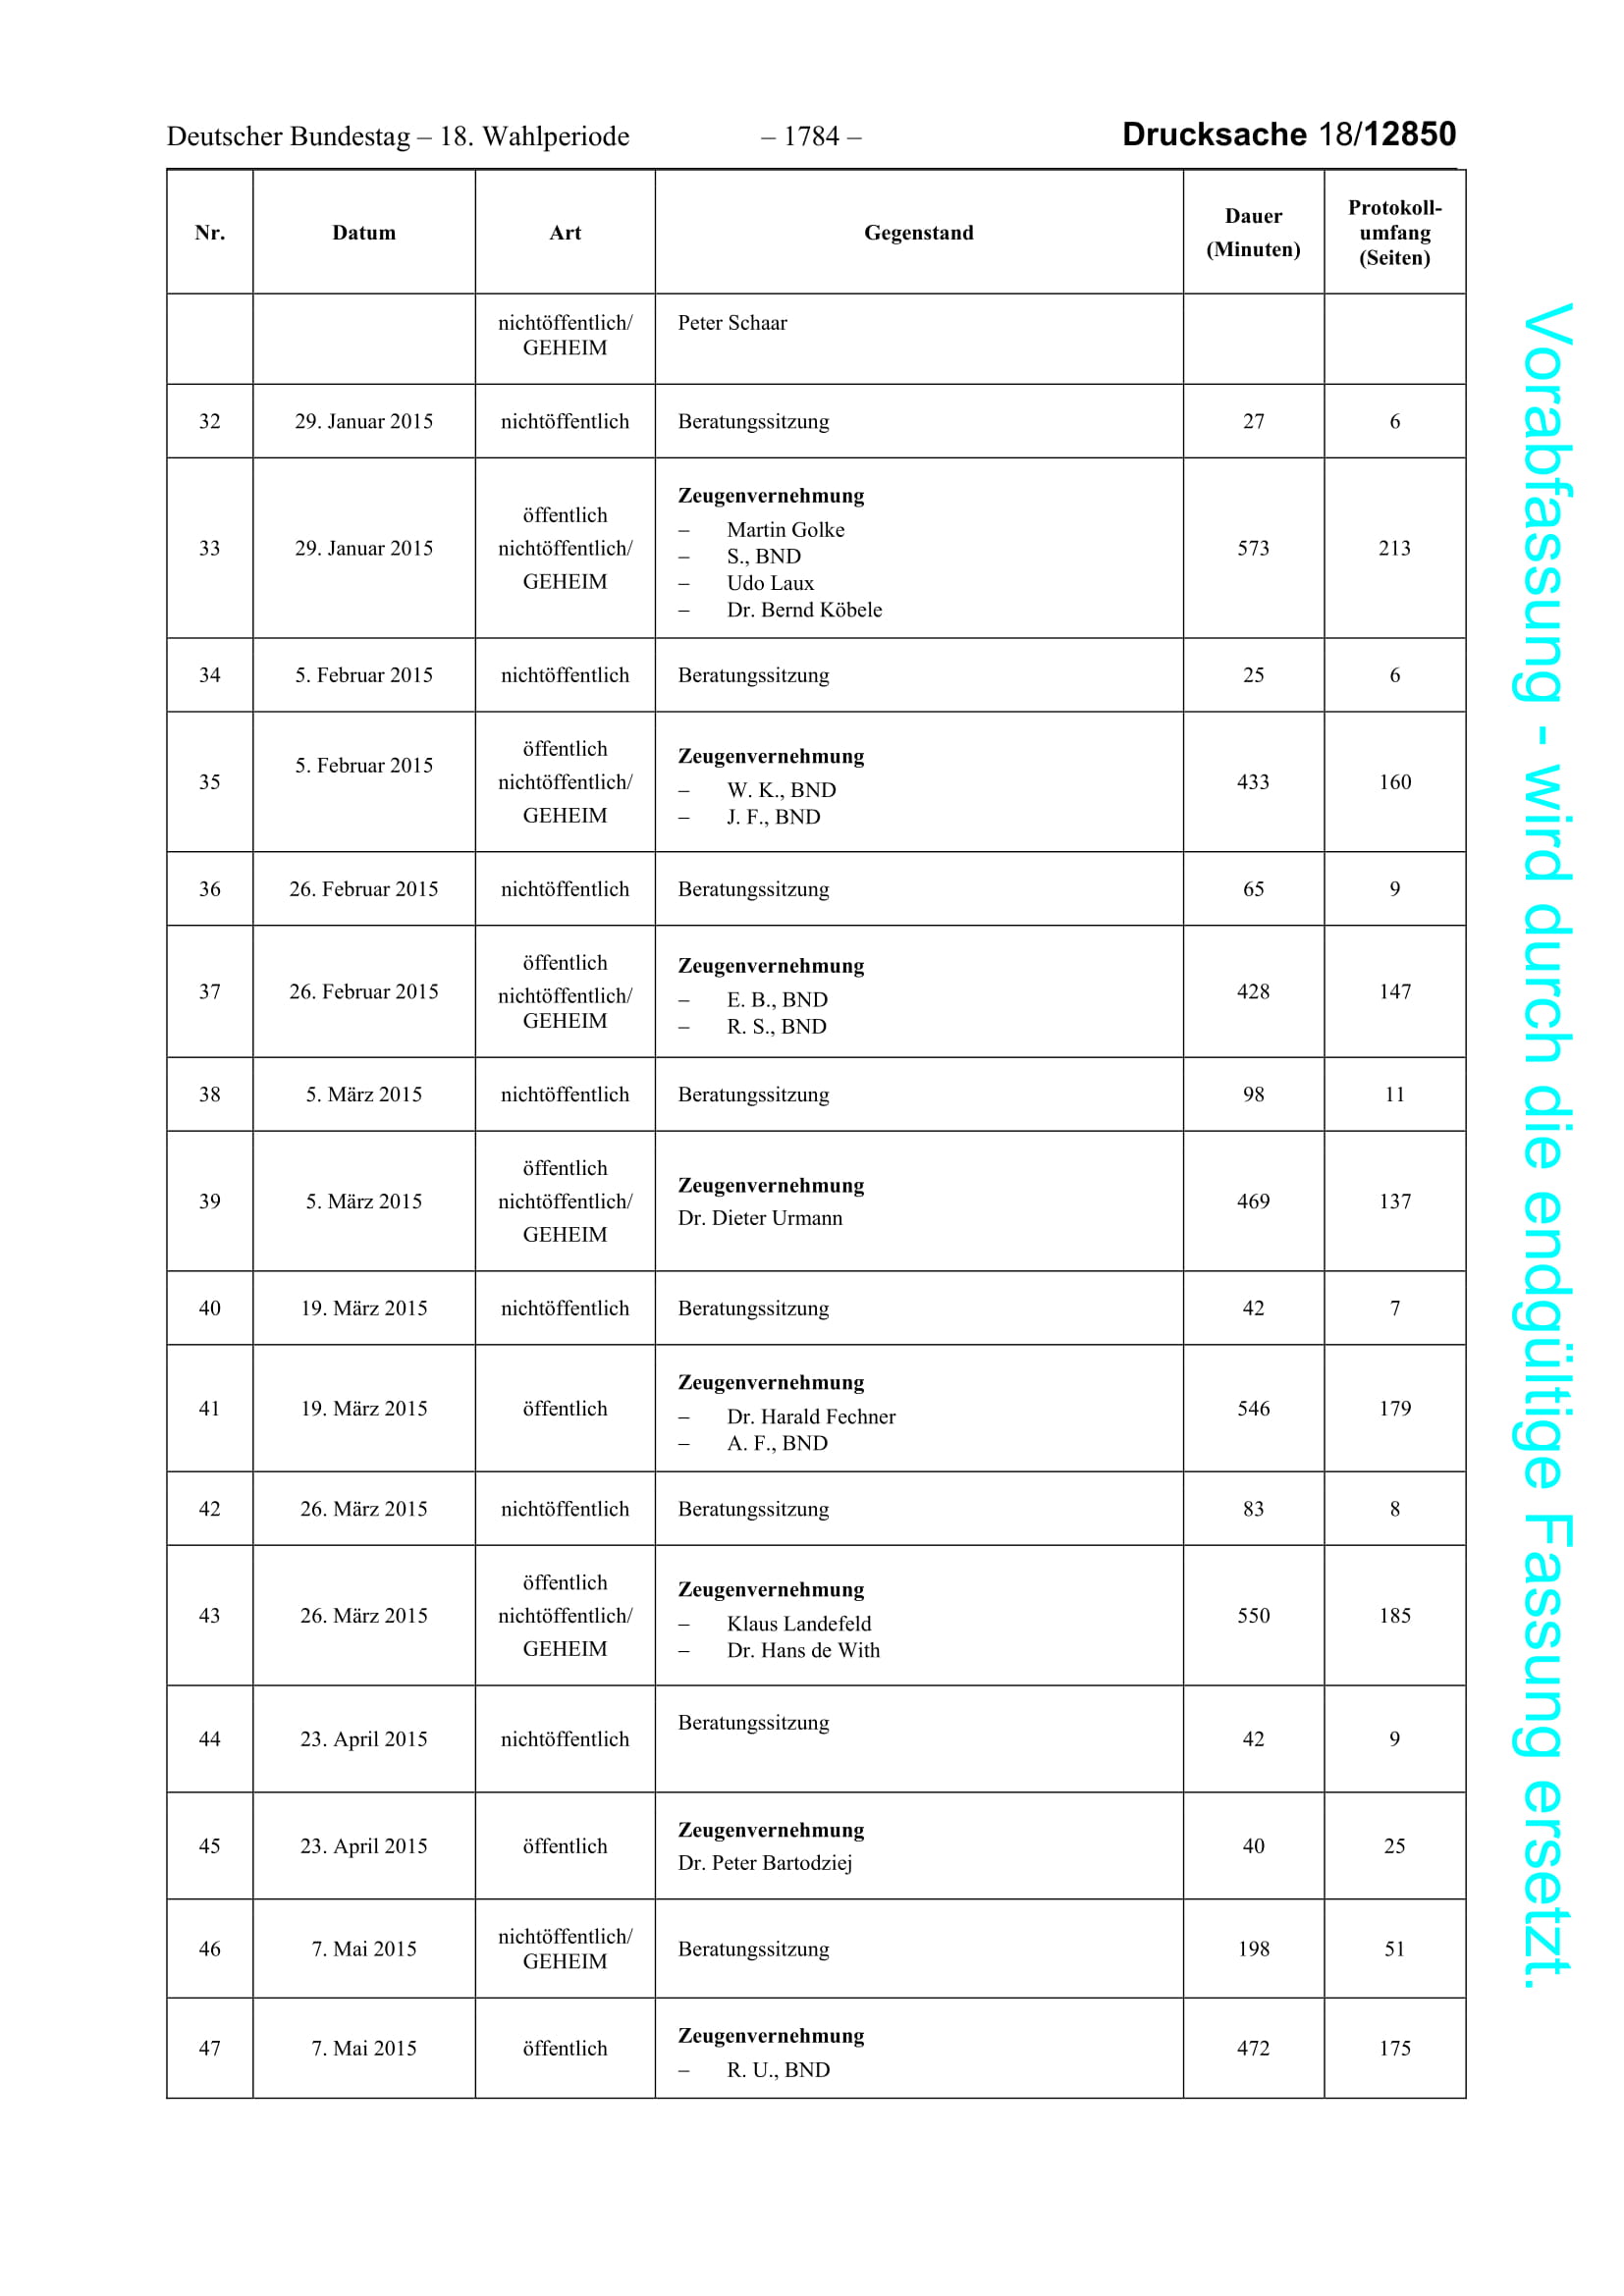 Deutscher Bundestag – 18. Wahlperiode – 1784 – Drucksache 18/12850
Nr. Datum Art Gegenstand Dauer (Minuten) Protokoll-umfang (Seiten)
nichtöffentlich/ Peter Schaar
GEHEIM
32 29. Januar 2015 nichtöffentlich Beratungssitzung 27 6
Zeugenvernehmung
öffentlich
– Martin Golke
33 29. Januar 2015 nichtöffentlich/ 573 213
– S., BND
GEHEIM
– Udo Laux
– Dr. Bernd Köbele
34 5. Februar 2015 nichtöffentlich Beratungssitzung 25 6
öffentlich
Zeugenvernehmung
35 5. Februar 2015 nichtöffentlich/ 433 160
– W. K., BND
GEHEIM
– J. F., BND
36 26. Februar 2015 nichtöffentlich Beratungssitzung 65 9
öffentlich
Zeugenvernehmung
37 26. Februar 2015 nichtöffentlich/ 428 147
– E. B., BND
GEHEIM
– R. S., BND
38 5. März 2015 nichtöffentlich Beratungssitzung 98 11
öffentlich
Zeugenvernehmung
39 5. März 2015 nichtöffentlich/ 469 137
Dr. Dieter Urmann
GEHEIM
40 19. März 2015 nichtöffentlich Beratungssitzung 42 7
Zeugenvernehmung
41 19. März 2015 öffentlich 546 179
– Dr. Harald Fechner
– A. F., BND
42 26. März 2015 nichtöffentlich Beratungssitzung 83 8
öffentlich
Zeugenvernehmung
43 26. März 2015 nichtöffentlich/ 550 185
– Klaus Landefeld
GEHEIM
– Dr. Hans de With
44 23. April 2015 nichtöffentlich Beratungssitzung 42 9
Zeugenvernehmung
45 23. April 2015 öffentlich 40 25
Dr. Peter Bartodziej
nichtöffentlich/
46 7. Mai 2015 Beratungssitzung 198 51
GEHEIM
Zeugenvernehmung
47 7. Mai 2015 öffentlich 472 175
– R. U., BND
Vorabfassung - wird durch die endgültige Fassung ersetzt.